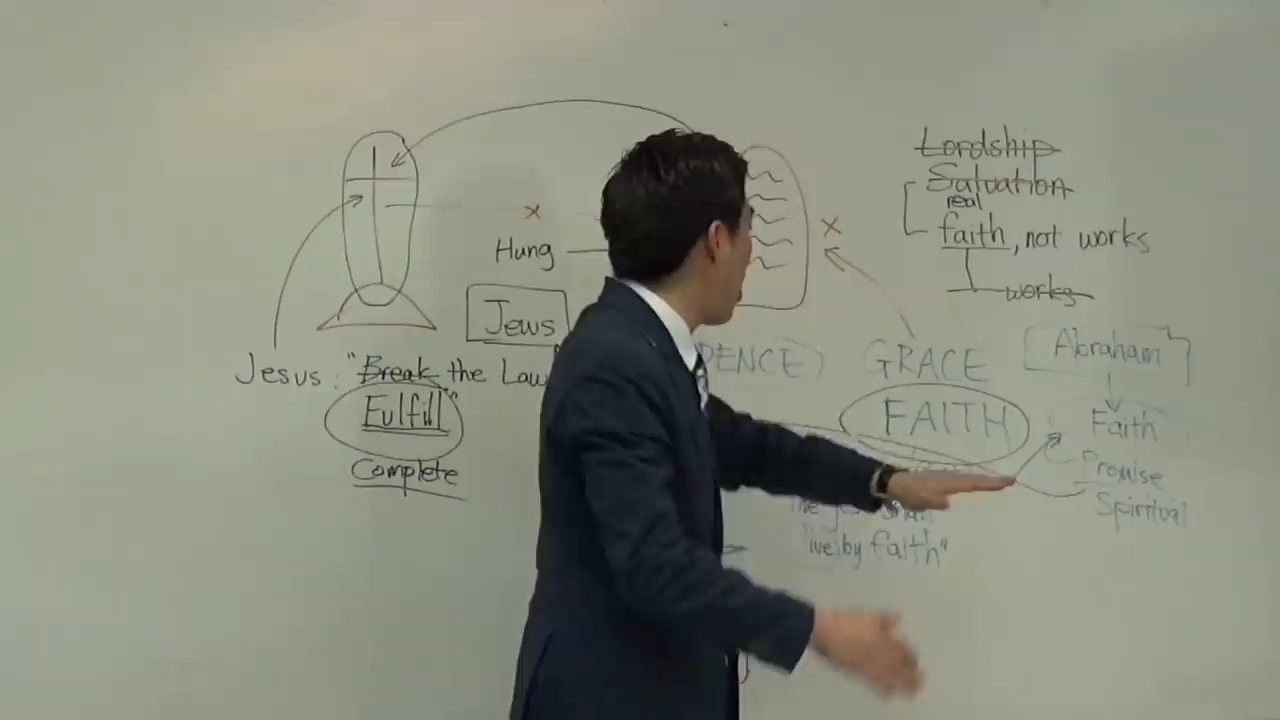 Lordship
Salvation
real
faith, not works
works
Hung
Jews
Jesus: "Break the Law
Fulfill"
Complete
GRACE
Abraham
FAITH
Faith
Promise
Spiritual
live by faith"